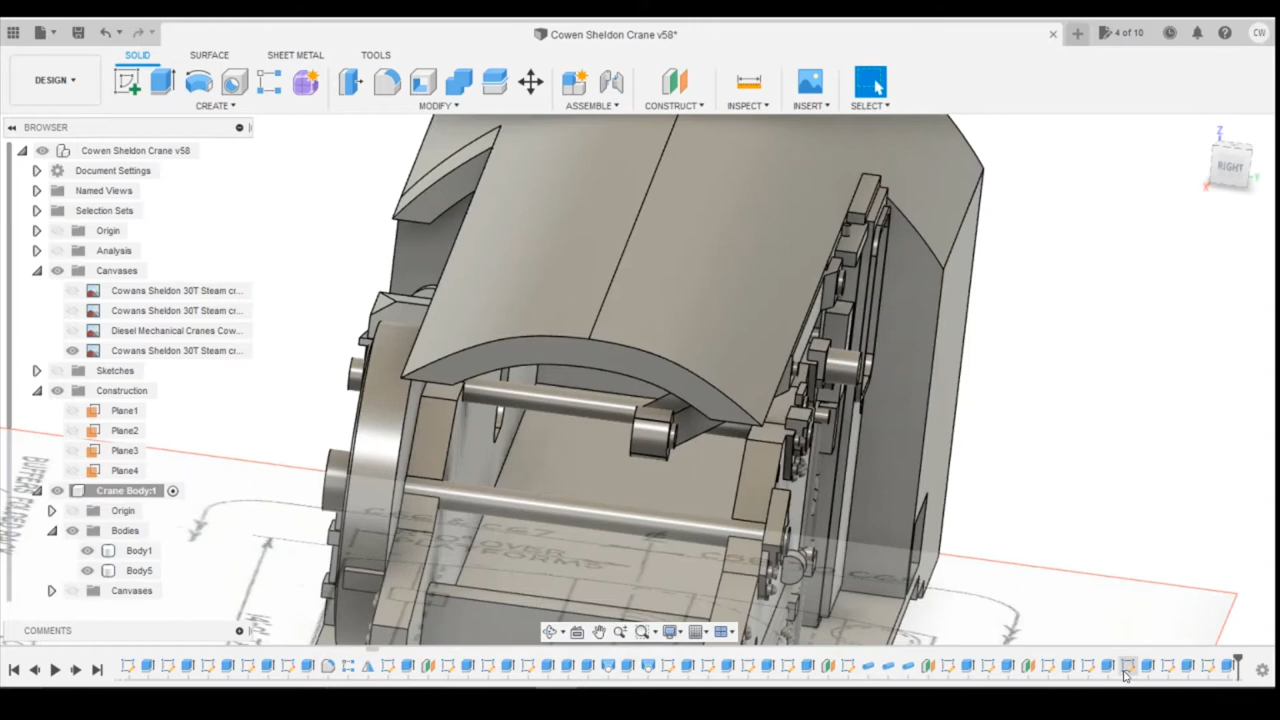 Cowen Sheldon Crane v58*
4 of 10
CW
DESIGN
SOLID
SURFACE
SHEET METAL
TOOLS
CREATE
MODIFY
ASSEMBLE
CONSTRUCT
INSPECT
INSERT
SELECT
BROWSER
Cowen Sheldon Crane v58
Document Settings
Named Views
Selection Sets
Origin
Analysis
Canvases
Cowans Sheldon 30T Steam cr...
Cowans Sheldon 30T Steam cr...
Diesel Mechanical Cranes Cow...
Cowans Sheldon 30T Steam cr...
Sketches
Construction
Plane1
Plane2
Plane3
Plane4
Crane Body:1
Origin
Bodies
Body1
Body5
Canvases
COMMENTS
Z
RIGHT
X
Y